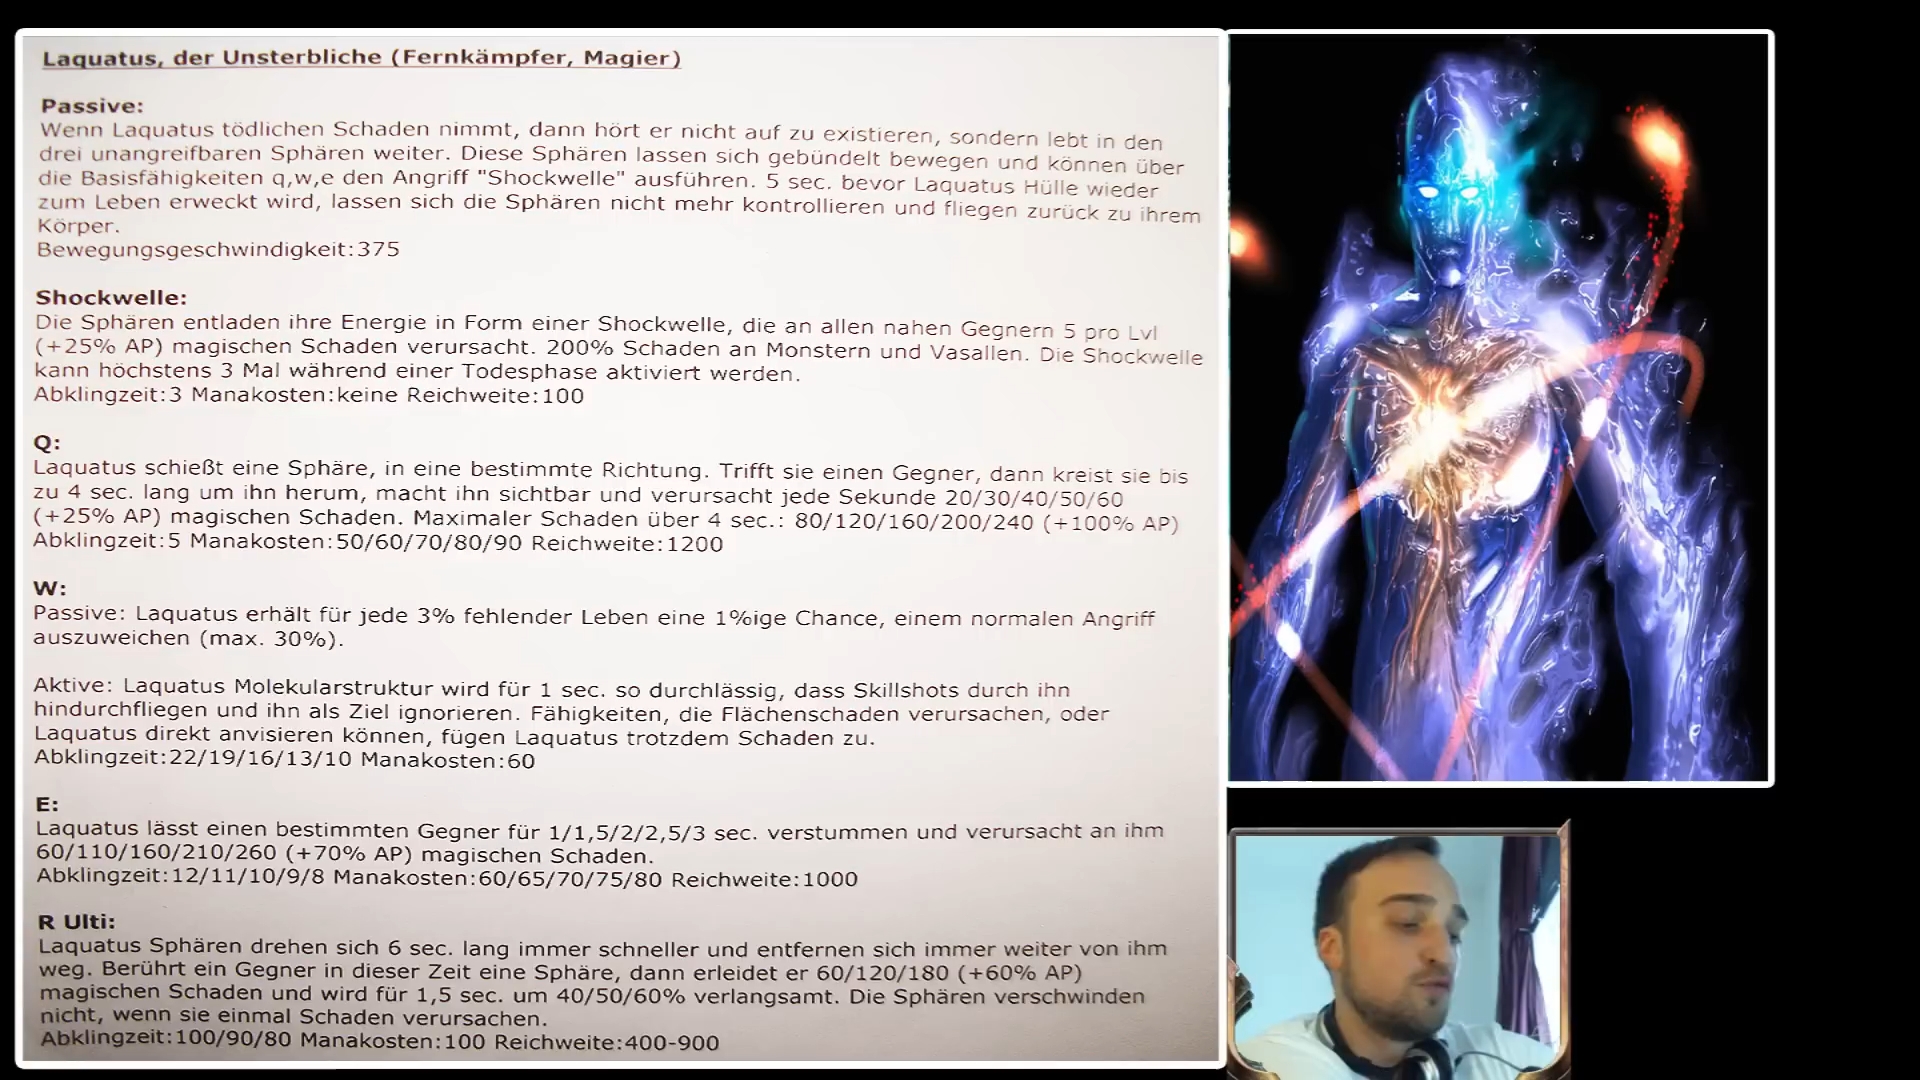 Laquatus, der Unsterbliche (Fernkämpfer, Magier)
Passive:
Wenn Laquatus tödlichen Schaden nimmt, dann hört er nicht auf zu existieren, sondern lebt in den
drei unangreifbaren Sphären weiter. Diese Sphären lassen sich gebündelt bewegen und können über
die Basisfähigkeiten q,w,e den Angriff "Shockwelle" ausführen. 5 sec. bevor Laquatus Hülle wieder
zum Leben erweckt wird, lassen sich die Sphären nicht mehr kontrollieren und fliegen zurück zu ihrem
Körper.
Bewegungsgeschwindigkeit:375
Shockwelle:
Die Sphären entladen ihre Energie in Form einer Shockwelle, die an allen nahen Gegnern 5 pro Lvl
(+25% AP) magischen Schaden verursacht. 200% Schaden an Monstern und Vasallen. Die Shockwelle
kann höchstens 3 Mal während einer Todesphase aktiviert werden.
Abklingzeit:3 Manakosten:keine Reichweite:100
Q:
Laquatus schießt eine Sphäre, in eine bestimmte Richtung. Trifft sie einen Gegner, dann kreist sie bis
zu 4 sec. lang um ihn herum, macht ihn sichtbar und verursacht jede Sekunde 20/30/40/50/60
(+25% AP) magischen Schaden. Maximaler Schaden über 4 sec.: 80/120/160/200/240 (+100% AP)
Abklingzeit:5 Manakosten:50/60/70/80/90 Reichweite:1200
W:
Passive: Laquatus erhält für jede 3% fehlender Leben eine 1%ige Chance, einem normalen Angriff
auszuweichen (max. 30%).
Aktive: Laquatus Molekularstruktur wird für 1 sec. so durchlässig, dass Skillshots durch ihn
hindurchfliegen und ihn als Ziel ignorieren. Fähigkeiten, die Flächenschaden verursachen, oder
Laquatus direkt anvisieren können, fügen Laquatus trotzdem Schaden zu.
Abklingzeit:22/19/16/13/10 Manakosten:60
E:
Laquatus lässt einen bestimmten Gegner für 1/1,5/2/2,5/3 sec. verstummen und verursacht an ihm
60/110/160/210/260 (+70% AP) magischen Schaden.
Abklingzeit:12/11/10/9/8 Manakosten:60/65/70/75/80 Reichweite:1000
R Ulti:
Laquatus Sphären drehen sich 6 sec. lang immer schneller und entfernen sich immer weiter von ihm
weg. Berührt ein Gegner in dieser Zeit eine Sphäre, dann erleidet er 60/120/180 (+60% AP)
magischen Schaden und wird für 1,5 sec. um 40/50/60% verlangsamt. Die Sphären verschwinden
nicht, wenn sie einmal Schaden verursachen.
Abklingzeit:100/90/80 Manakosten:100 Reichweite:400-900